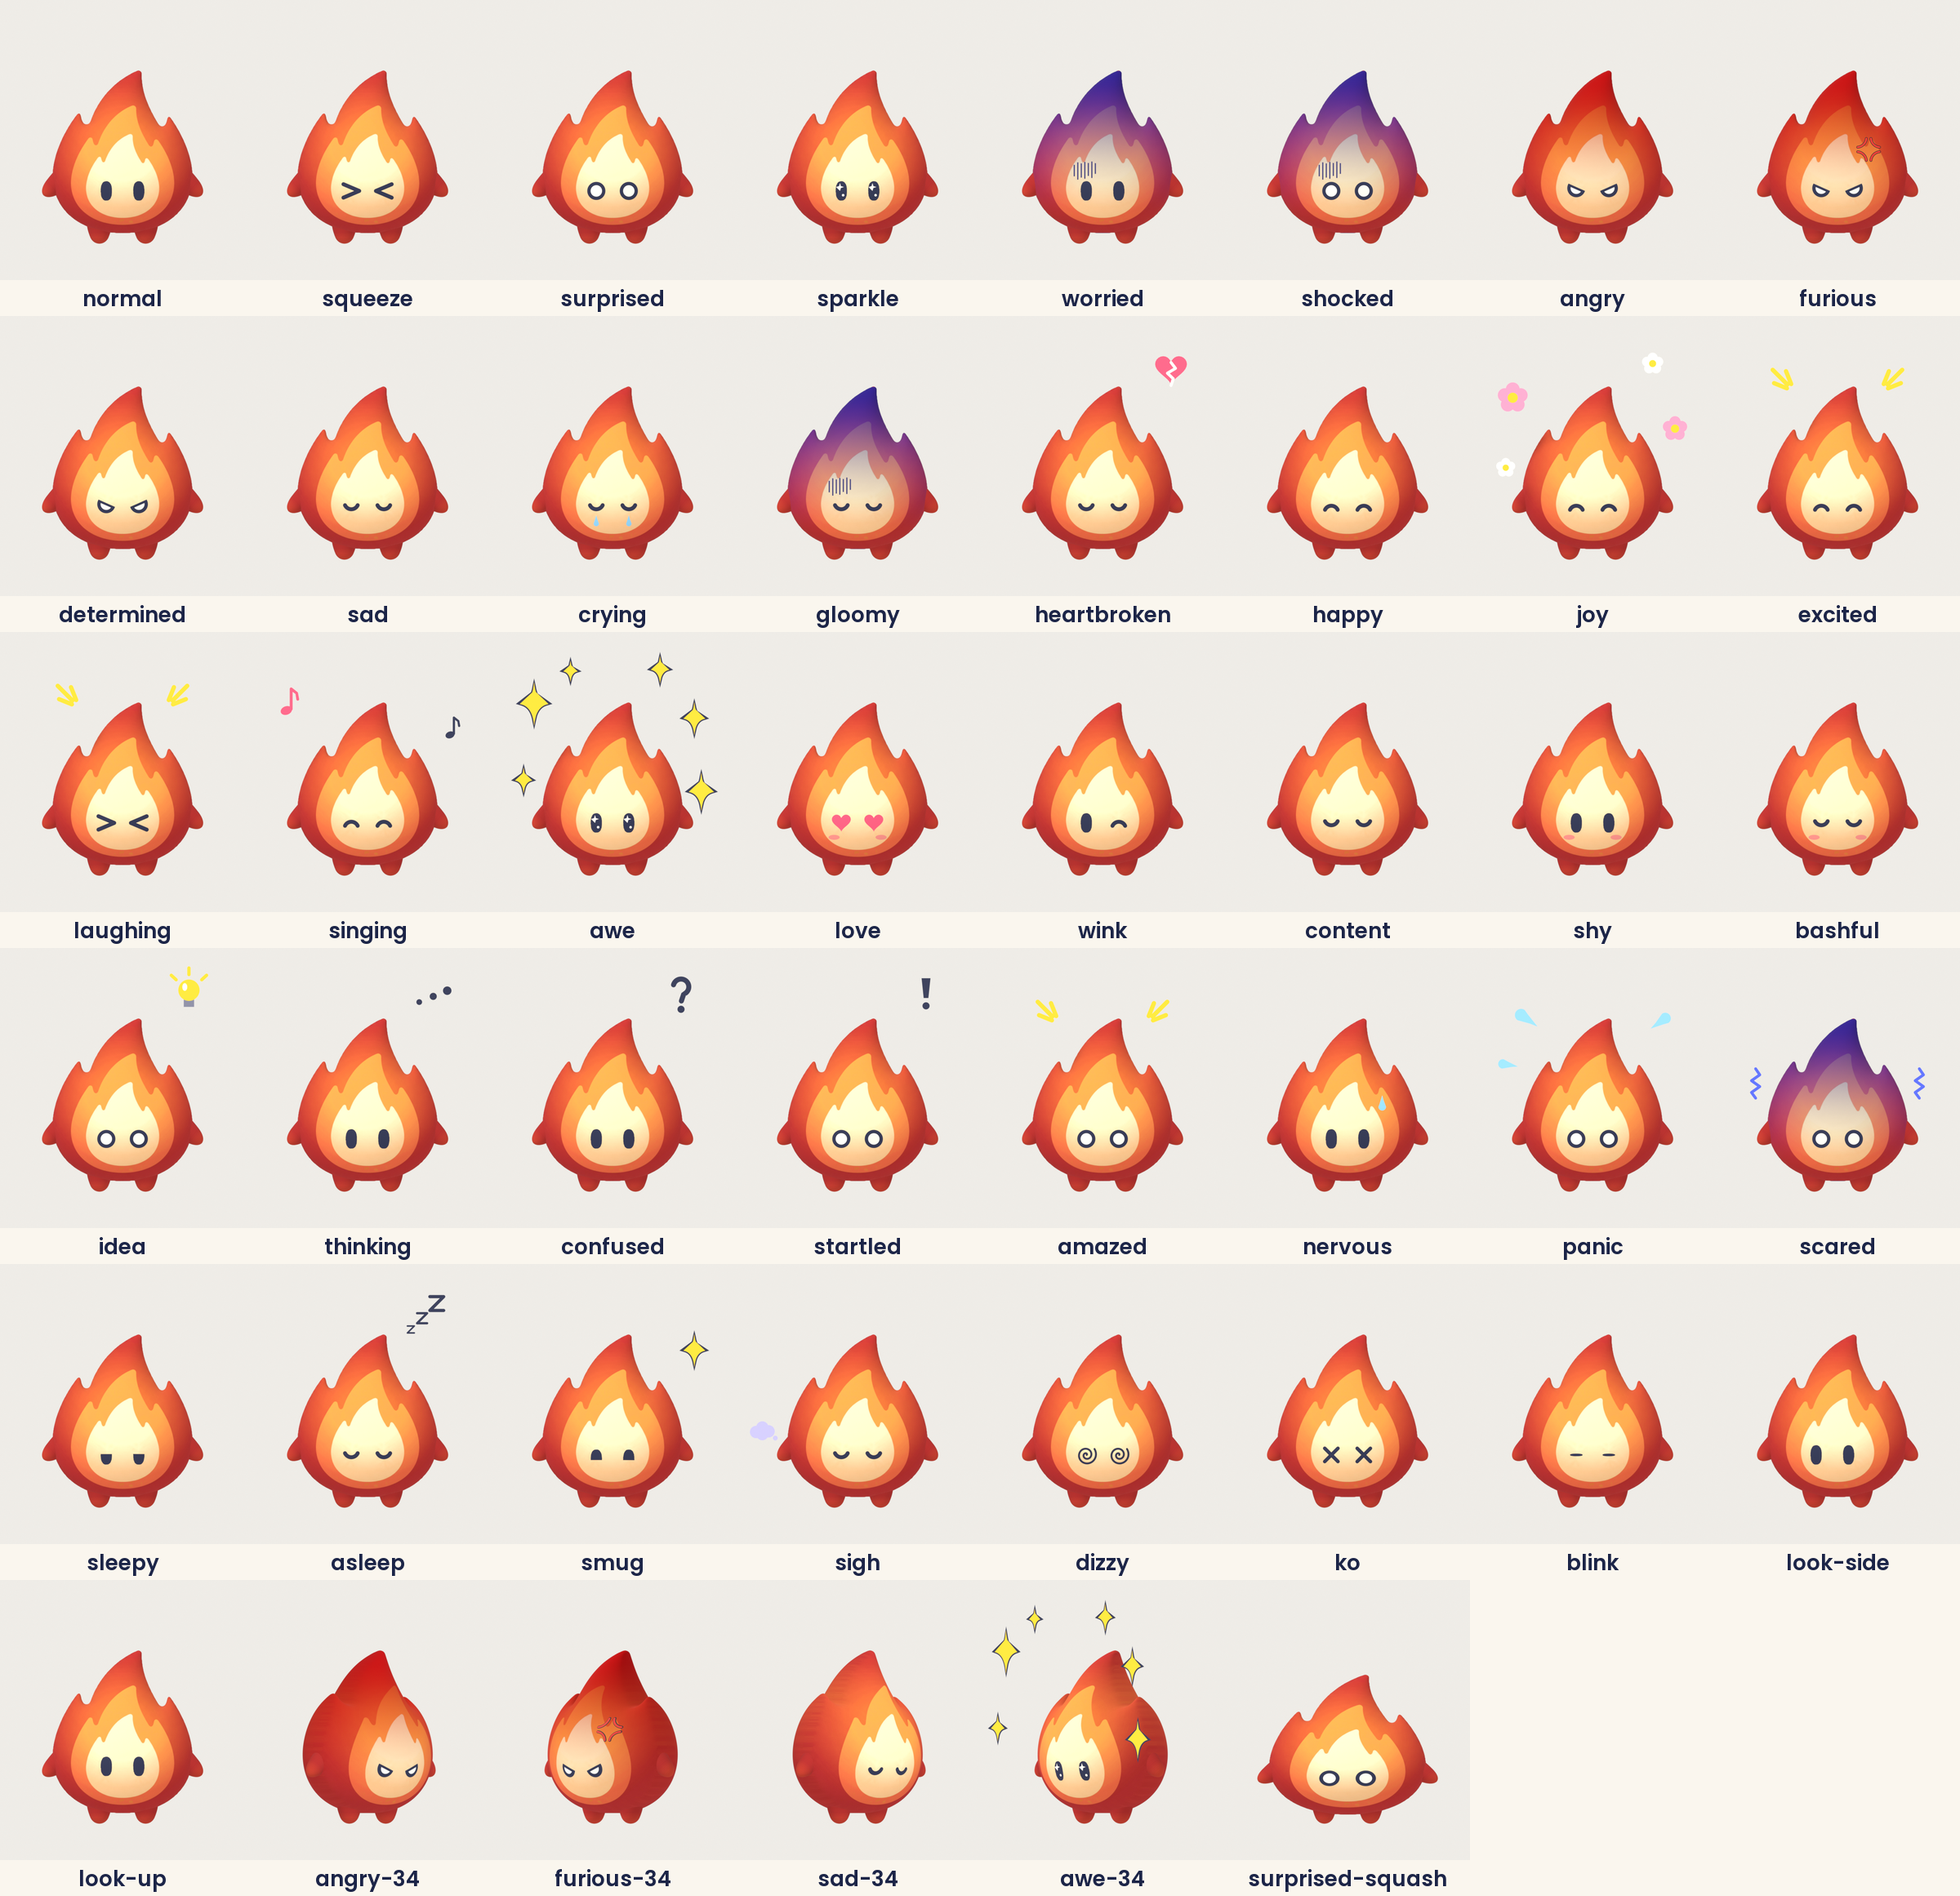 normal squeeze surprised sparkle worried shocked angry furious
determined sad crying gloomy heartbroken happy joy excited
laughing singing awe love wink content shy bashful
?
!
idea thinking confused startled amazed nervous panic scared
z z Z
sleepy asleep smug sigh dizzy ko blink look-side
look-up angry-34 furious-34 sad-34 awe-34 surprised-squash